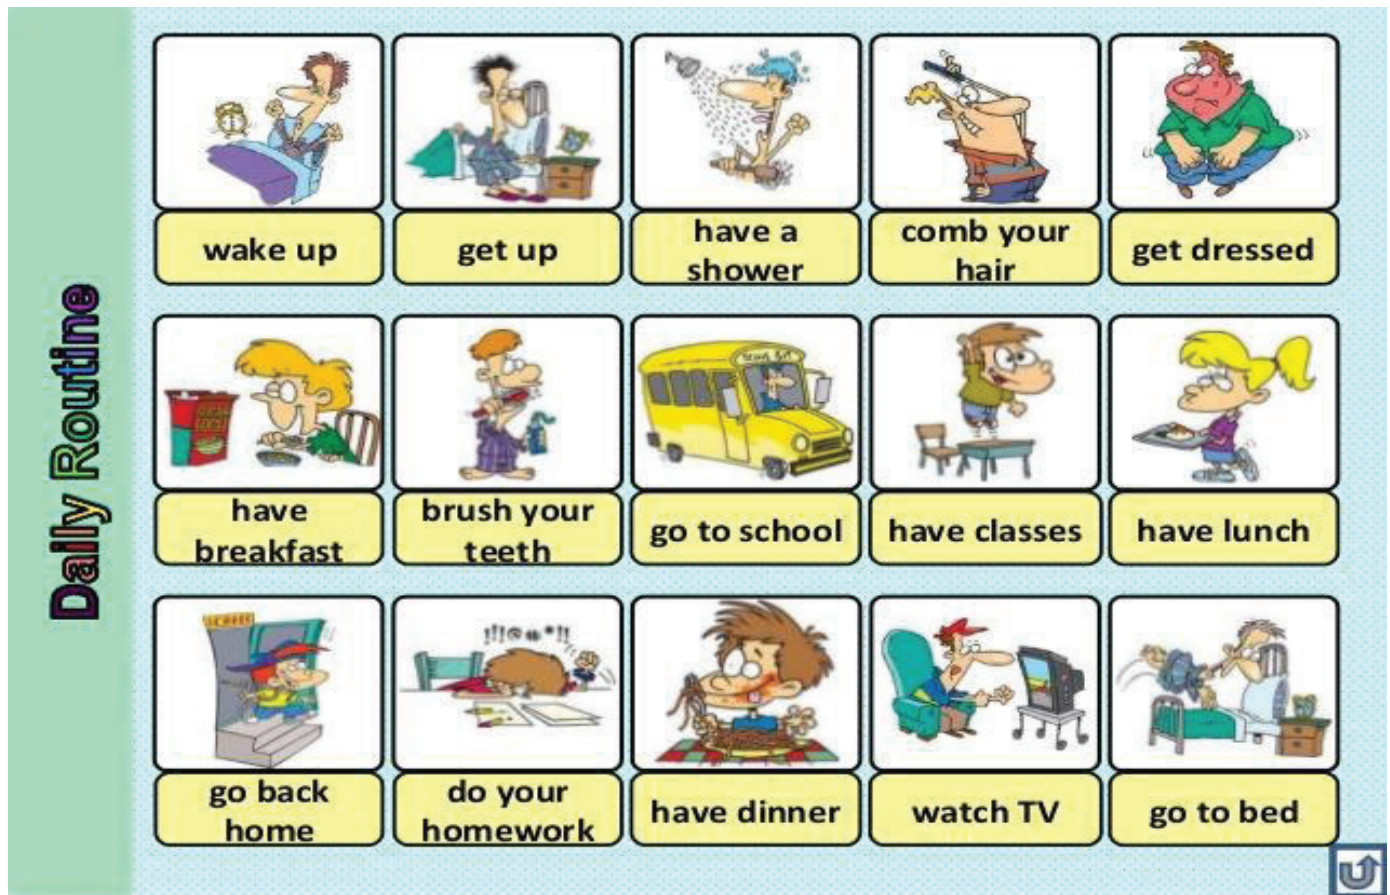 Daily Routine
wake up
get up
have a
shower
comb your
hair
get dressed
have
breakfast
brush your
teeth
go to school
have classes
have lunch
go back
home
do your
homework
!!!@*!!
have dinner
watch TV
go to bed